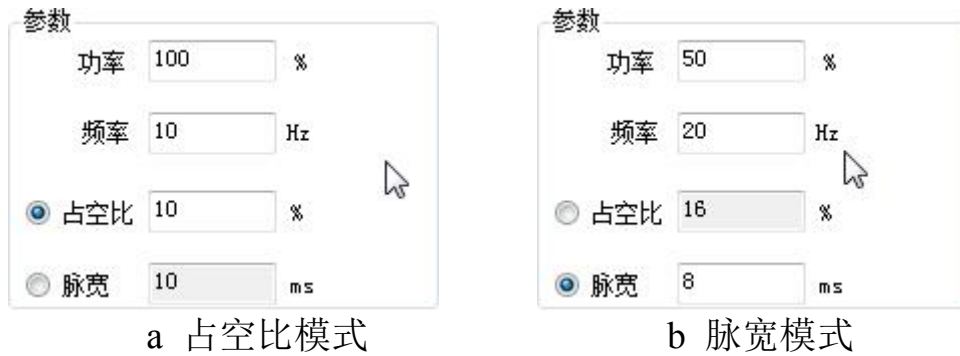 参数
功率 100 %
频率 10 Hz
占空比 10 %
脉宽 10 ms
a 占空比模式
参数
功率 50 %
频率 20 Hz
占空比 16 %
脉宽 8 ms
b 脉宽模式